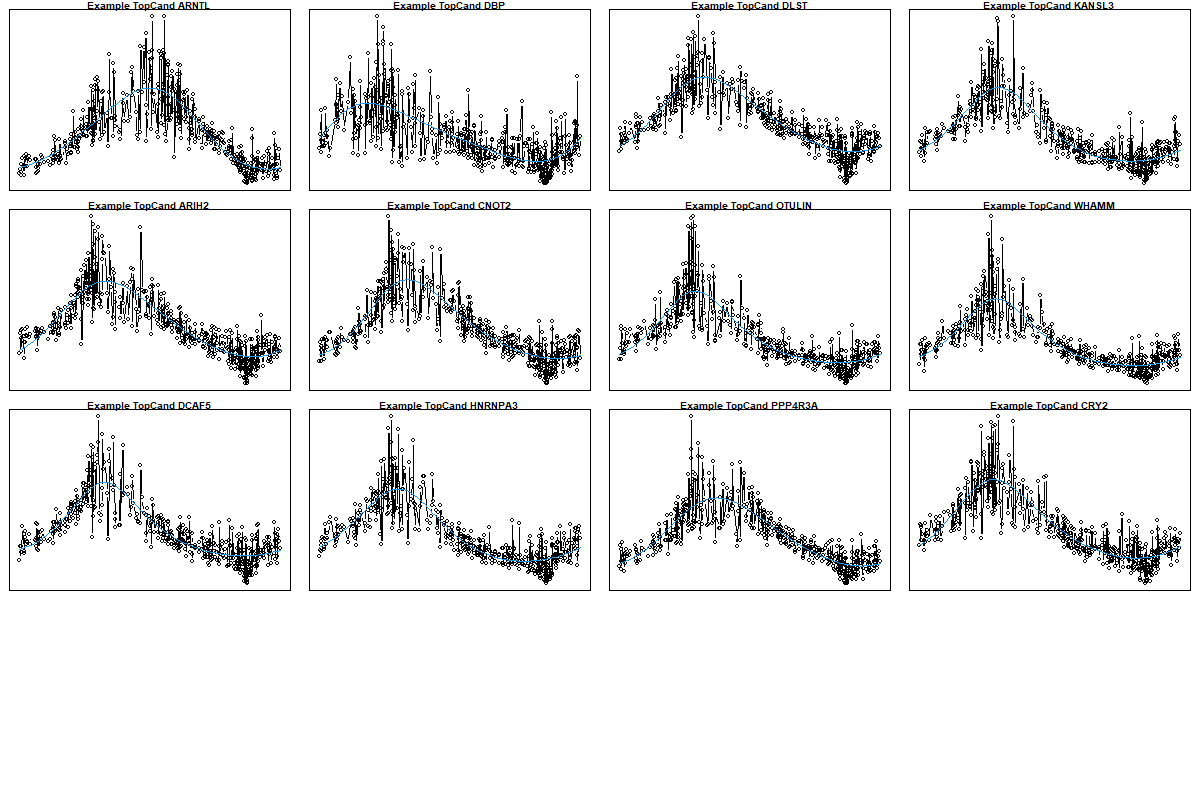 Example TopCand ARNTL
Example TopCand DBP
Example TopCand DLST
Example TopCand KANSL3
Example TopCand ARIH2
Example TopCand CNOT2
Example TopCand OTULIN
Example TopCand WHAMM
Example TopCand DCAF5
Example TopCand HNRNPA3
Example TopCand PPP4R3A
Example TopCand CRY2